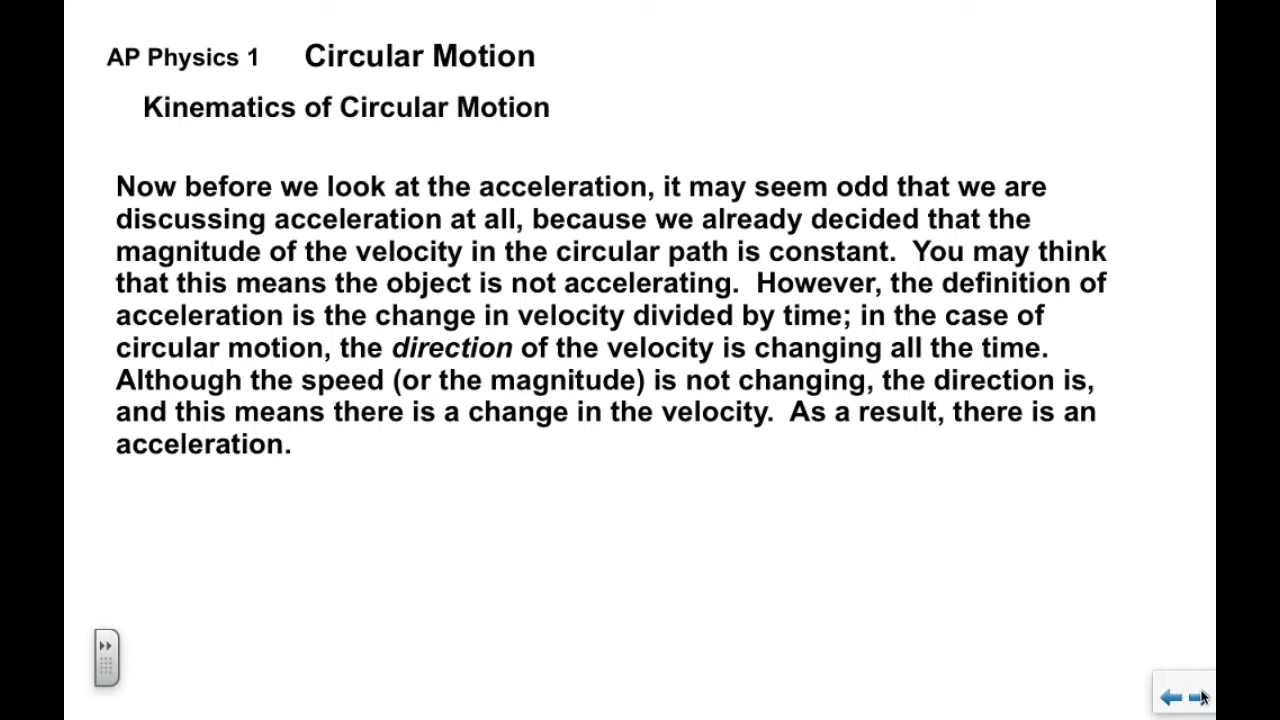 AP Physics 1 Circular Motion
Kinematics of Circular Motion
Now before we look at the acceleration, it may seem odd that we are
discussing acceleration at all, because we already decided that the
magnitude of the velocity in the circular path is constant.  You may think
that this means the object is not accelerating.  However, the definition of
acceleration is the change in velocity divided by time; in the case of
circular motion, the direction of the velocity is changing all the time.
Although the speed (or the magnitude) is not changing, the direction is,
and this means there is a change in the velocity.  As a result, there is an
acceleration.